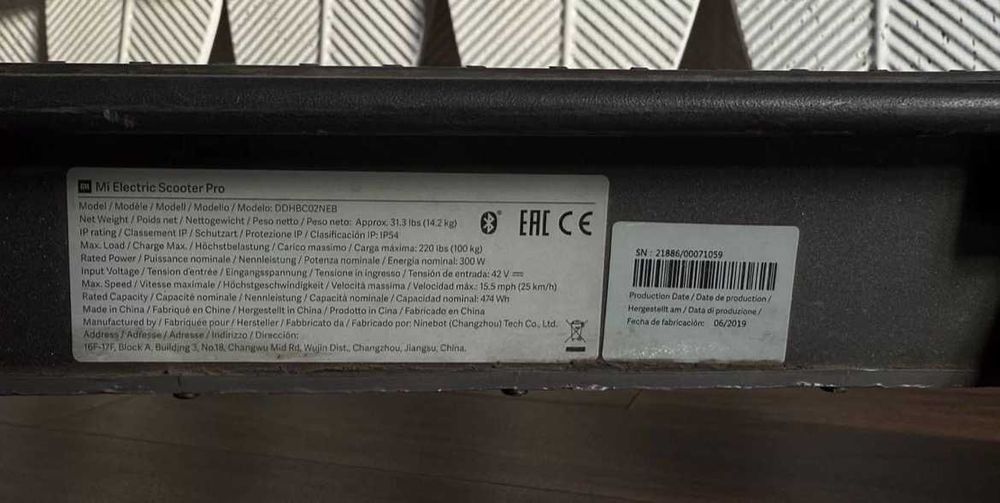 Mi Electric Scooter Pro
Model / Modèle / Modell / Modello / Modelo: DDHBC02NEB
Net Weight / Poids net / Nettogewicht / Peso netto / Peso neto: Approx. 31.3 lbs (14.2 kg)
IP rating / Classement IP / Schutzart / Protezione IP / Clasificación IP: IP54
Max. Load / Charge Max. / Höchstbelastung / Carico massimo / Carga máxima: 220 lbs (100 kg)
Rated Power / Puissance nominale / Nennleistung / Potenza nominale / Energía nominal: 300 W
Input Voltage / Tension d'entrée / Eingangsspannung / Tensione in ingresso / Tensión de entrada: 42 V ⎓
Max. Speed / Vitesse maximale / Höchstgeschwindigkeit / Velocità massima / Velocidad máx.: 15.5 mph (25 km/h)
Rated Capacity / Capacité nominale / Nennleistung / Capacità nominale / Capacidad nominal: 474 Wh
Made in China / Fabriqué en Chine / Hergestellt in China / Prodotto in Cina / Fabricado en China
Manufactured by / Fabriquée pour / Hersteller / Fabbricato da / Fabricado por: Ninebot (Changzhou) Tech Co., Ltd.
Address / Adresse / Adresse / Indirizzo / Dirección:
16F-17F, Block A, Building 3, No.18, Changwu Mid Rd, Wujin Dist., Changzhou, Jiangsu, China.
EAC CE
SN : 21886/00071059
Production Date / Date de production /
Hergestellt am / Data di produzione /
Fecha de fabricación: 06/2019